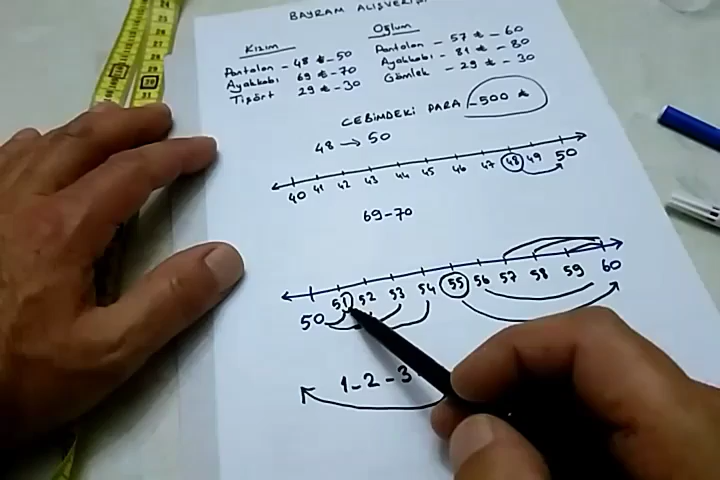 BAYRAM ALIŞVERİŞİ
Kızım
Pantolon - 48 ₺ - 50
Ayakkabı 69 ₺ - 70
Tişört 29 ₺ - 30
Oğlum
Pantolon - 57 ₺ - 60
Ayakkabı - 81 ₺ - 80
Gömlek - 29 ₺ - 30
CEBİMDEKİ PARA - 500 ₺
48 → 50
40 41 42 43 44 45 46 47 48 49 50
69-70
50 51 52 53 54 55 56 57 58 59 60
1-2-3